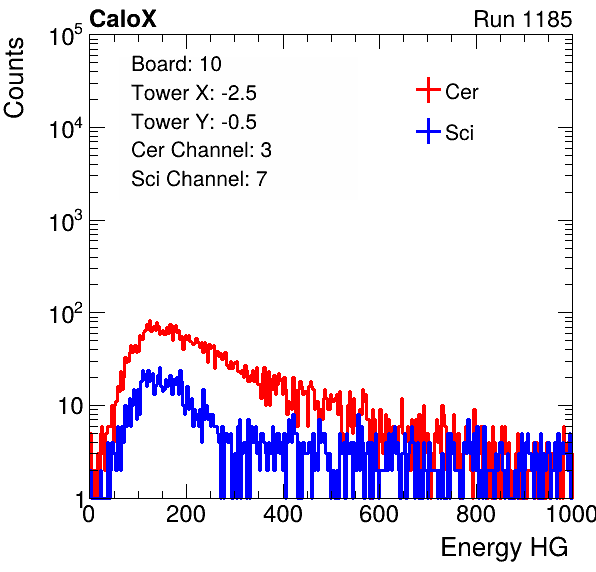 CaloX Run 1185
Counts
10^5
10^4
10^3
10^2
10
1
Board: 10
Tower X: -2.5
Tower Y: -0.5
Cer Channel: 3
Sci Channel: 7
Cer
Sci
0 200 400 600 800 1000
Energy HG